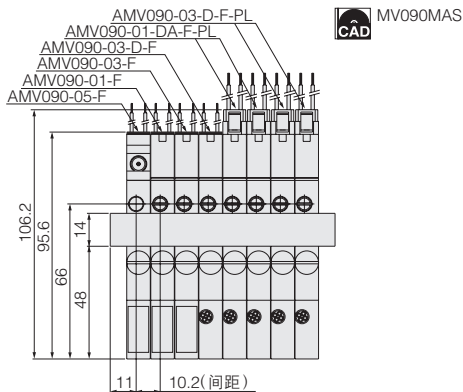 AMV090-03-D-F-PL
AMV090-01-DA-F-PL
AMV090-03-D-F
AMV090-03-F
AMV090-01-F
AMV090-05-F
CAD
MV090MAS
106.2
95.6
66
14
48
11
10.2(间距)